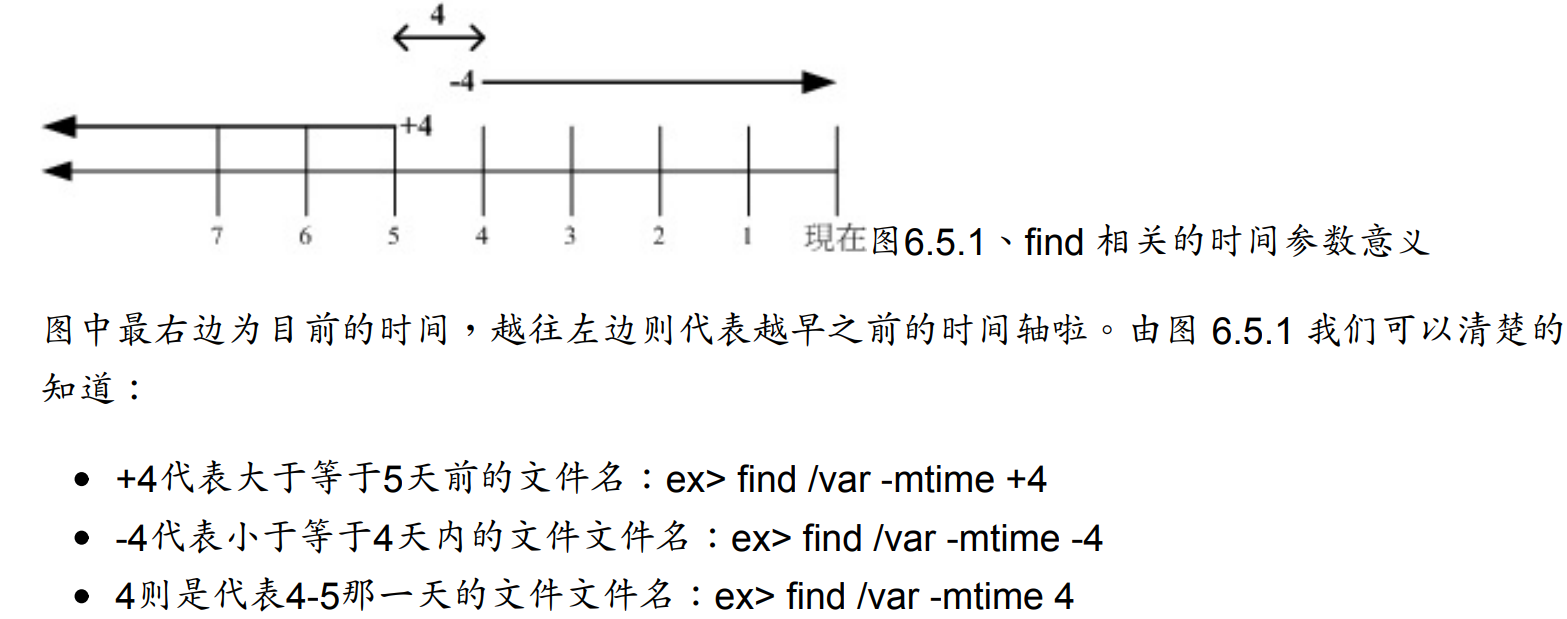 4
-4
+4
7 6 5 4 3 2 1 現在图6.5.1、find 相关的时间参数意义
图中最右边为目前的时间，越往左边则代表越早之前的时间轴啦。由图 6.5.1 我们可以清楚的
知道：
• +4代表大于等于5天前的文件名：ex> find /var -mtime +4
• -4代表小于等于4天内的文件文件名：ex> find /var -mtime -4
• 4则是代表4-5那一天的文件文件名：ex> find /var -mtime 4